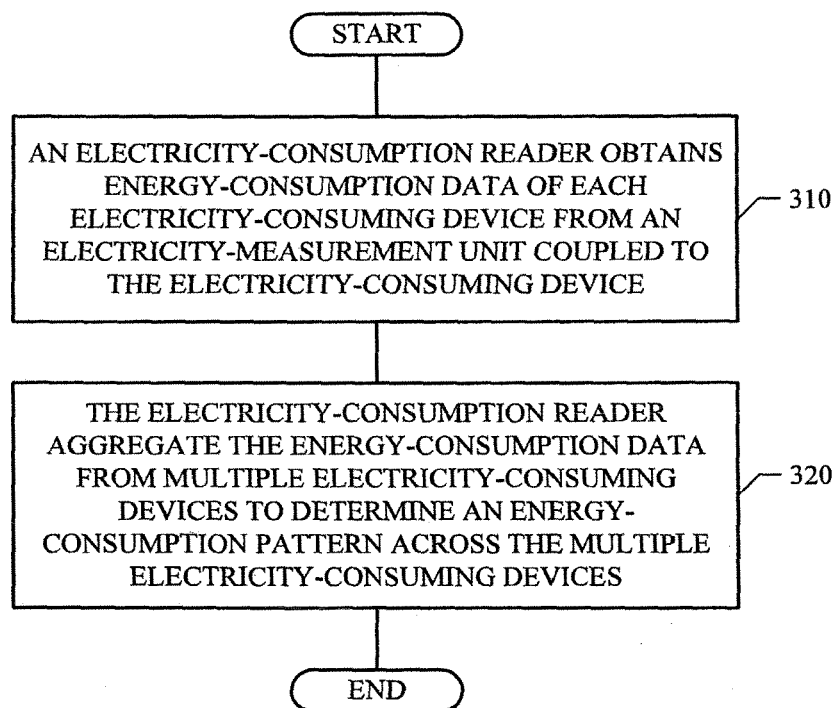 START
AN ELECTRICITY-CONSUMPTION READER OBTAINS
ENERGY-CONSUMPTION DATA OF EACH
ELECTRICITY-CONSUMING DEVICE FROM AN
ELECTRICITY-MEASUREMENT UNIT COUPLED TO
THE ELECTRICITY-CONSUMING DEVICE
310
THE ELECTRICITY-CONSUMPTION READER
AGGREGATE THE ENERGY-CONSUMPTION DATA
FROM MULTIPLE ELECTRICITY-CONSUMING
DEVICES TO DETERMINE AN ENERGY-
CONSUMPTION PATTERN ACROSS THE MULTIPLE
ELECTRICITY-CONSUMING DEVICES
320
END